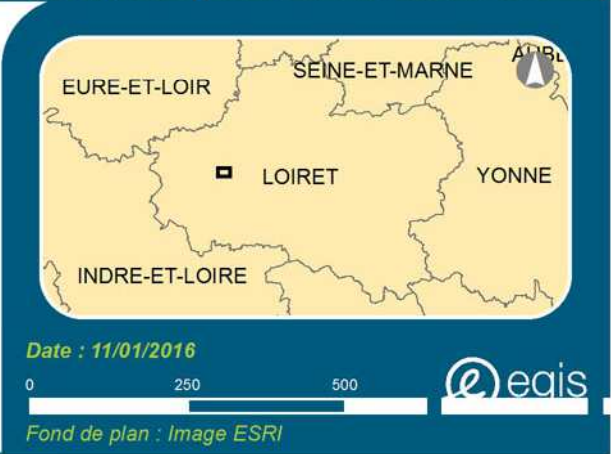 AUBE
SEINE-ET-MARNE
EURE-ET-LOIR
LOIRET
YONNE
INDRE-ET-LOIRE
Date : 11/01/2016
0 250 500
egis
Fond de plan : Image ESRI